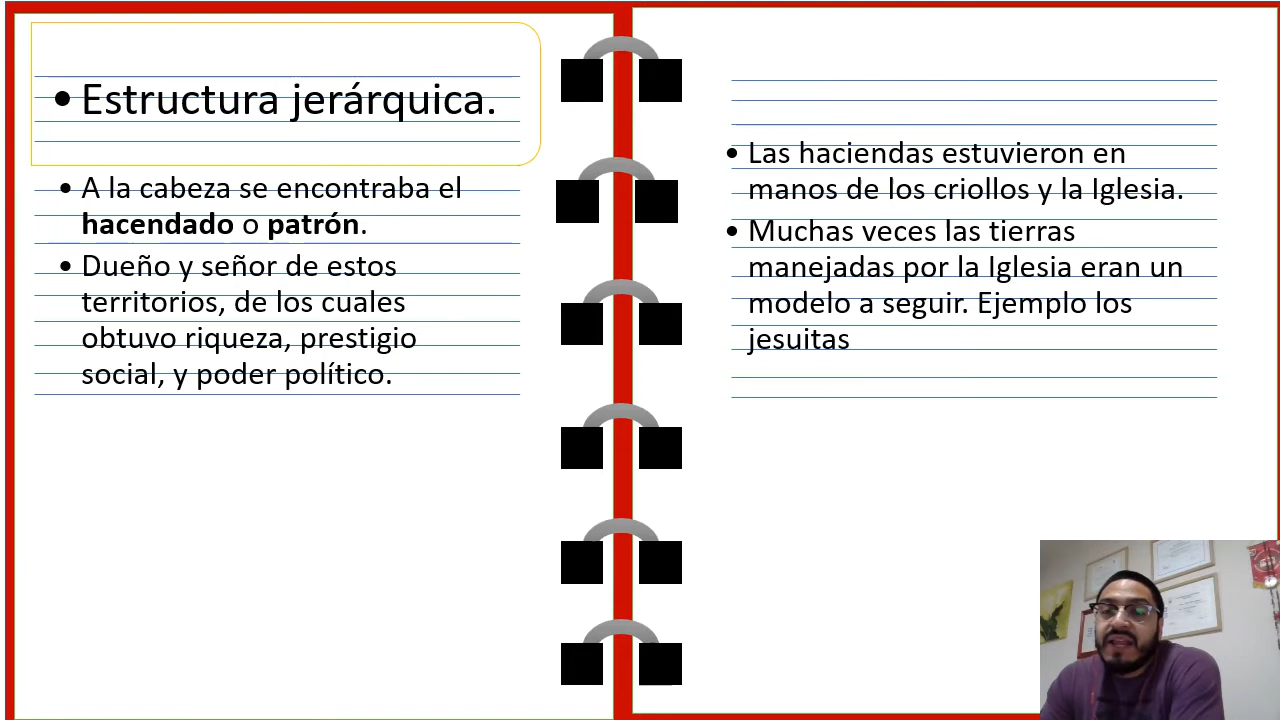 • Estructura jerárquica.
• A la cabeza se encontraba el
hacendado o patrón.
• Dueño y señor de estos
territorios, de los cuales
obtuvo riqueza, prestigio
social, y poder político.
• Las haciendas estuvieron en
manos de los criollos y la Iglesia.
• Muchas veces las tierras
manejadas por la Iglesia eran un
modelo a seguir. Ejemplo los
jesuitas